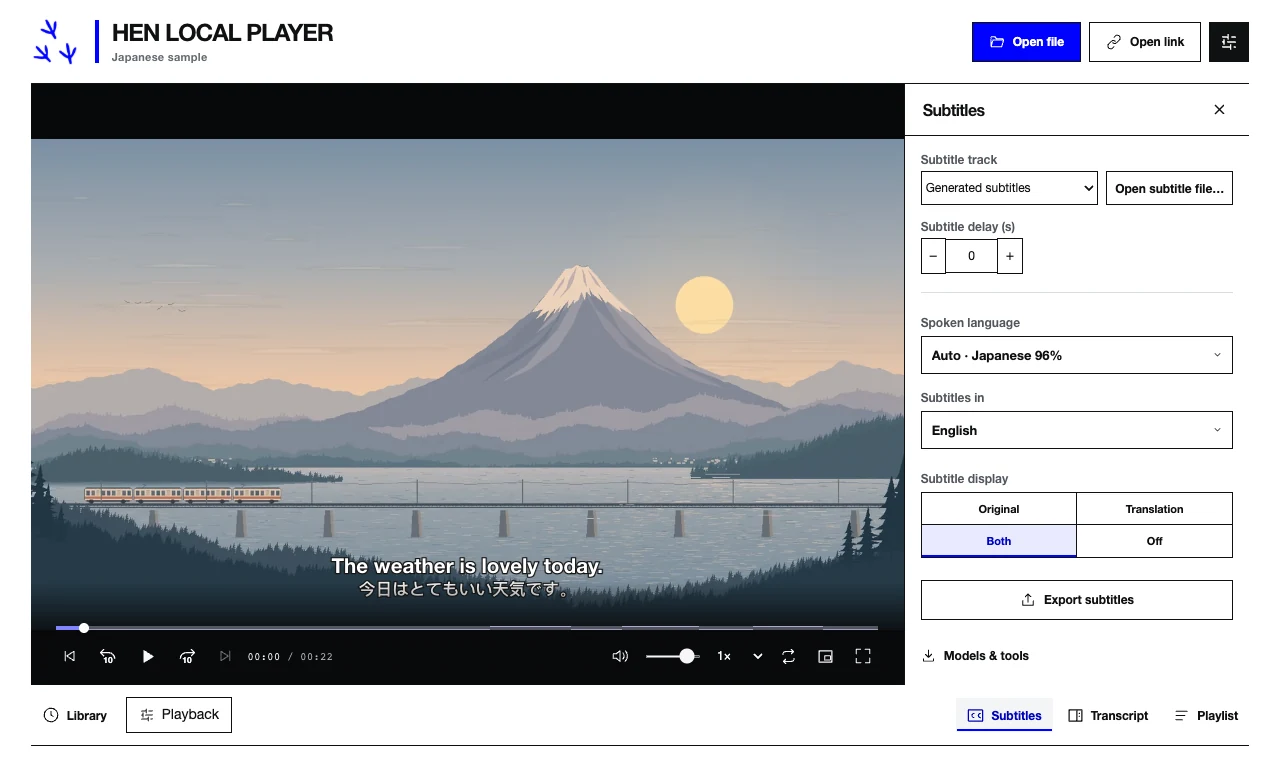 HEN LOCAL PLAYER
Japanese sample
Open file
Open link
Subtitles
Subtitle track
Generated subtitles
Open subtitle file...
Subtitle delay (s)
− 0 +
Spoken language
Auto · Japanese 96%
Subtitles in
English
Subtitle display
Original
Translation
Both
Off
Export subtitles
Models & tools
The weather is lovely today.
今日はとてもいい天気です。
10
10
00:00 / 00:22
1×
Library
Playback
Subtitles
Transcript
Playlist